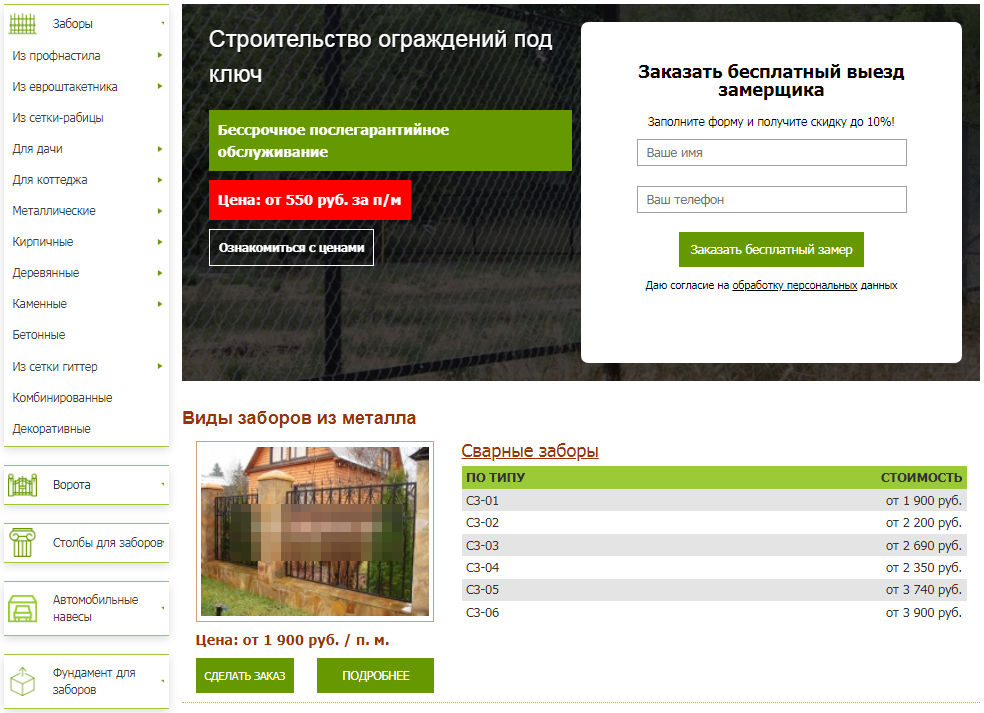 Заборы
Из профнастила
Из евроштакетника
Из сетки-рабицы
Для дачи
Для коттеджа
Металлические
Кирпичные
Деревянные
Каменные
Бетонные
Из сетки гиттер
Комбинированные
Декоративные
Ворота
Столбы для заборов
Автомобильные
навесы
Фундамент для
заборов
Строительство ограждений под
ключ
Бессрочное послегарантийное
обслуживание
Цена: от 550 руб. за п/м
Ознакомиться с ценами
Заказать бесплатный выезд
замерщика
Заполните форму и получите скидку до 10%!
Ваше имя
Ваш телефон
Заказать бесплатный замер
Даю согласие на обработку персональных данных
Виды заборов из металла
Цена: от 1 900 руб. / п. м.
СДЕЛАТЬ ЗАКАЗ ПОДРОБНЕЕ
Сварные заборы
ПО ТИПУ СТОИМОСТЬ
СЗ-01 от 1 900 руб.
СЗ-02 от 2 200 руб.
СЗ-03 от 2 690 руб.
СЗ-04 от 2 350 руб.
СЗ-05 от 3 740 руб.
СЗ-06 от 3 900 руб.